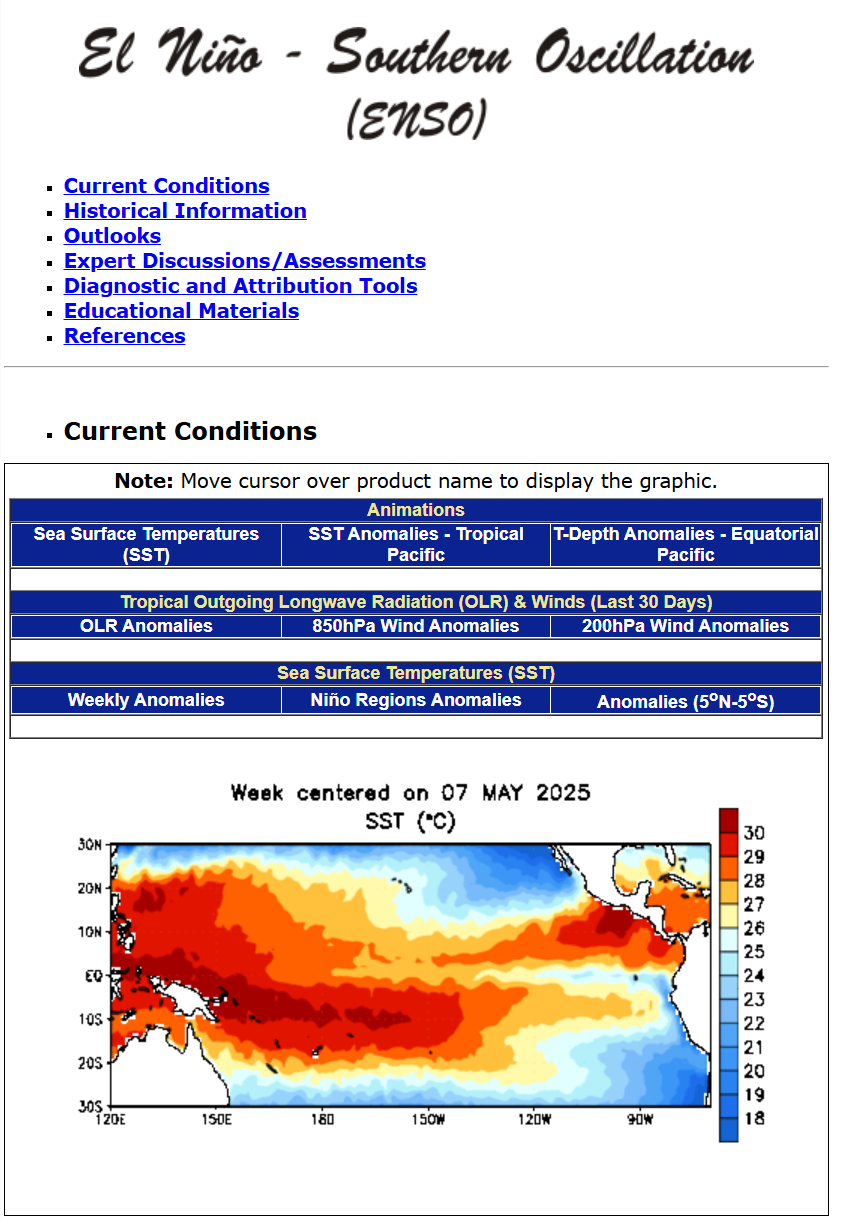 El Niño - Southern Oscillation
(ENSO)
Current Conditions
Historical Information
Outlooks
Expert Discussions/Assessments
Diagnostic and Attribution Tools
Educational Materials
References
Current Conditions
Note: Move cursor over product name to display the graphic.
Animations
Sea Surface Temperatures (SST)
SST Anomalies - Tropical Pacific
T-Depth Anomalies - Equatorial Pacific
Tropical Outgoing Longwave Radiation (OLR) & Winds (Last 30 Days)
OLR Anomalies
850hPa Wind Anomalies
200hPa Wind Anomalies
Sea Surface Temperatures (SST)
Weekly Anomalies
Niño Regions Anomalies
Anomalies (5°N-5°S)
Week centered on 07 MAY 2025
SST (°C)
30N
20N
10N
EQ
10S
20S
30S
120E
150E
180
150W
120W
90W
30
29
28
27
26
25
24
23
22
21
20
19
18